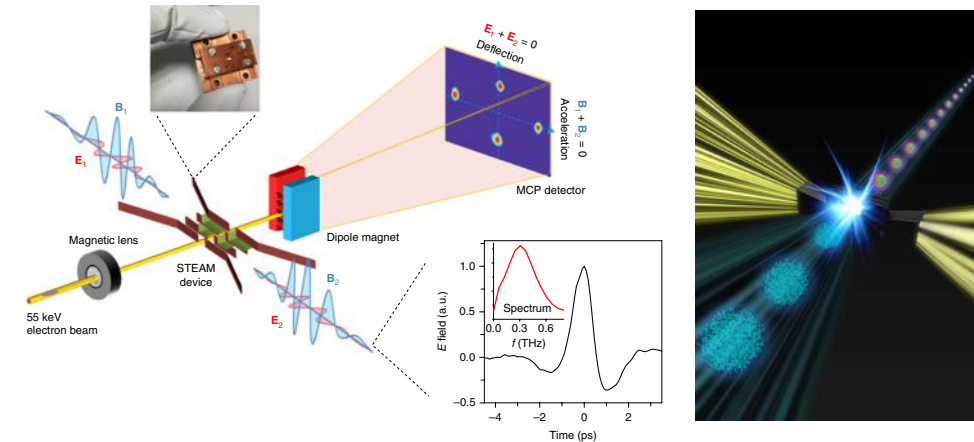 E₁ + E₂ = 0
Deflection
B₁
E₁
Acceleration
B₁ + B₂ = 0
MCP detector
Dipole magnet
Magnetic lens
STEAM
device
B₂
E₂
55 keV
electron beam
E field (a.u.)
1.0
0.5
0.0
−0.5
Spectrum
0.0 0.3 0.6
f (THz)
−4 −2 0 2
Time (ps)